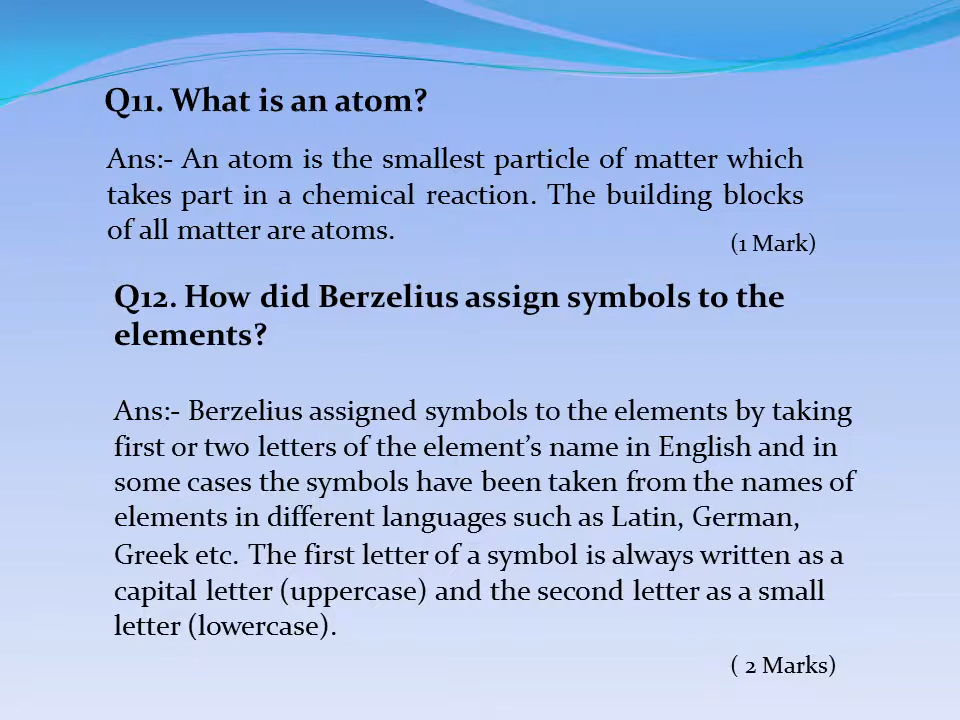 Q11. What is an atom?
Ans:- An atom is the smallest particle of matter which
takes part in a chemical reaction. The building blocks
of all matter are atoms.
(1 Mark)
Q12. How did Berzelius assign symbols to the
elements?
Ans:- Berzelius assigned symbols to the elements by taking
first or two letters of the element’s name in English and in
some cases the symbols have been taken from the names of
elements in different languages such as Latin, German,
Greek etc. The first letter of a symbol is always written as a
capital letter (uppercase) and the second letter as a small
letter (lowercase).
( 2 Marks)